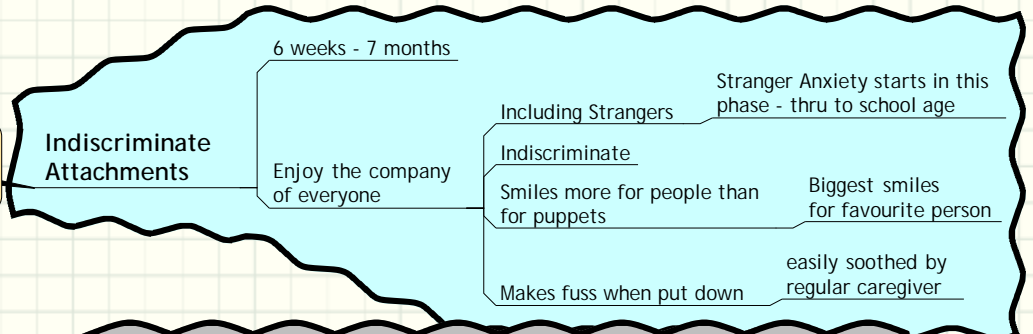 6 weeks - 7 months
Stranger Anxiety starts in this
phase - thru to school age
Including Strangers
Indiscriminate
Attachments
Indiscriminate
Enjoy the company
of everyone
Smiles more for people than
for puppets
Biggest smiles
for favourite person
easily soothed by
regular caregiver
Makes fuss when put down